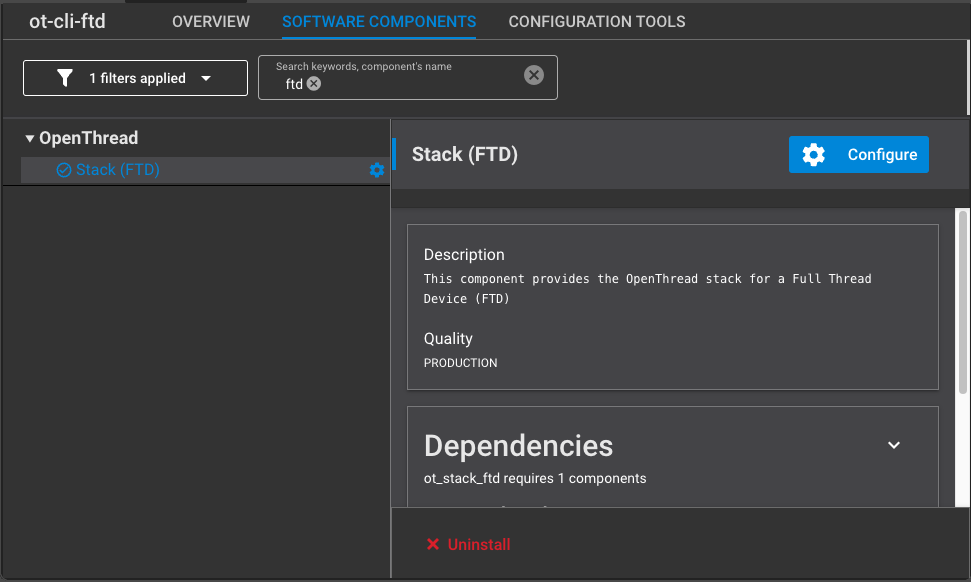 ot-cli-ftd OVERVIEW SOFTWARE COMPONENTS CONFIGURATION TOOLS
1 filters applied
Search keywords, component's name
ftd
OpenThread
Stack (FTD)
Stack (FTD)
Configure
Description
This component provides the OpenThread stack for a Full Thread
Device (FTD)
Quality
PRODUCTION
Dependencies
ot_stack_ftd requires 1 components
Uninstall